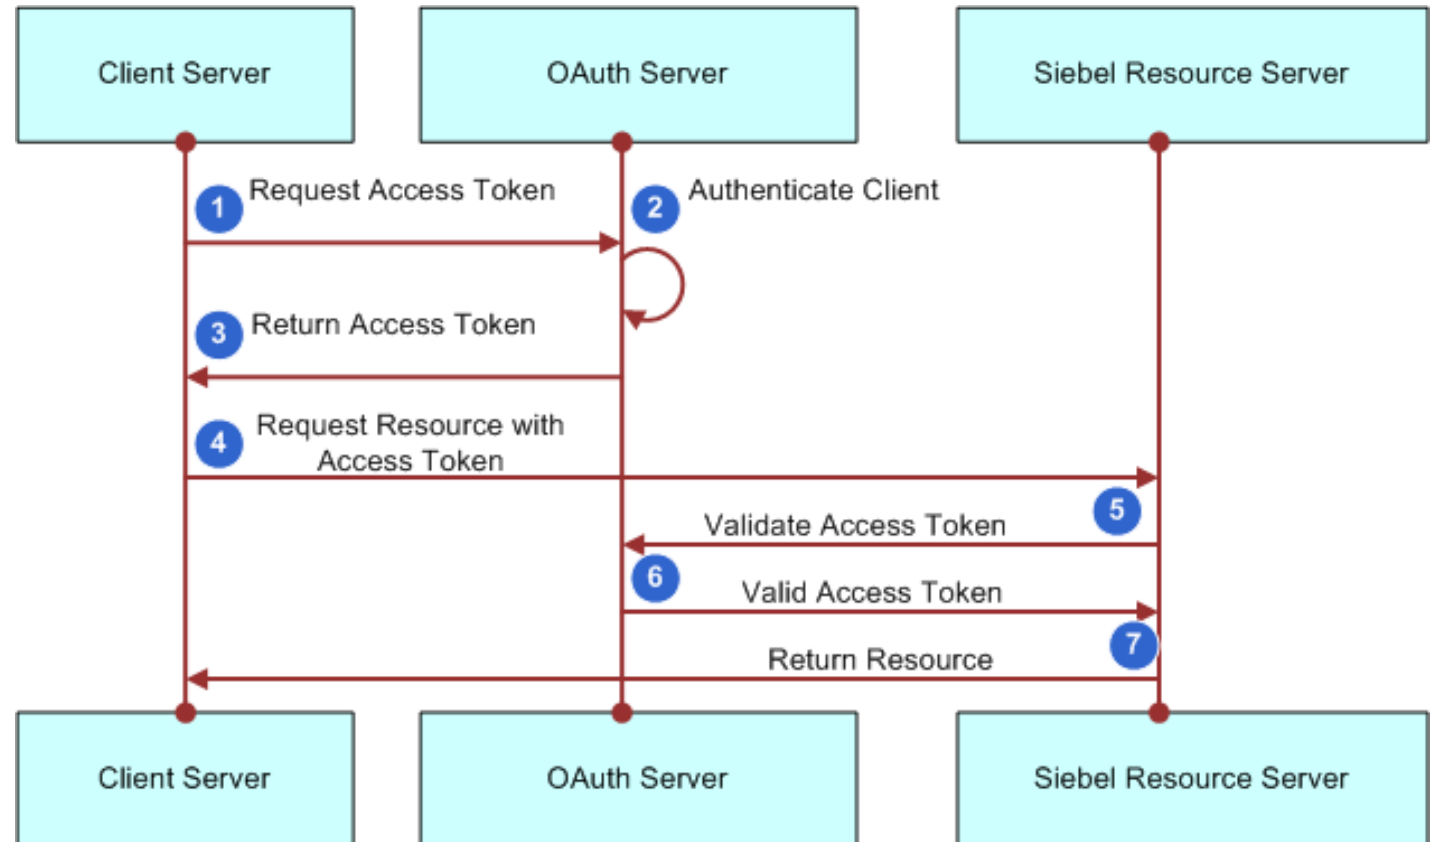 Client Server
OAuth Server
Siebel Resource Server
1
Request Access Token
2
Authenticate Client
3
Return Access Token
4
Request Resource with
Access Token
5
Validate Access Token
6
Valid Access Token
7
Return Resource
Client Server
OAuth Server
Siebel Resource Server